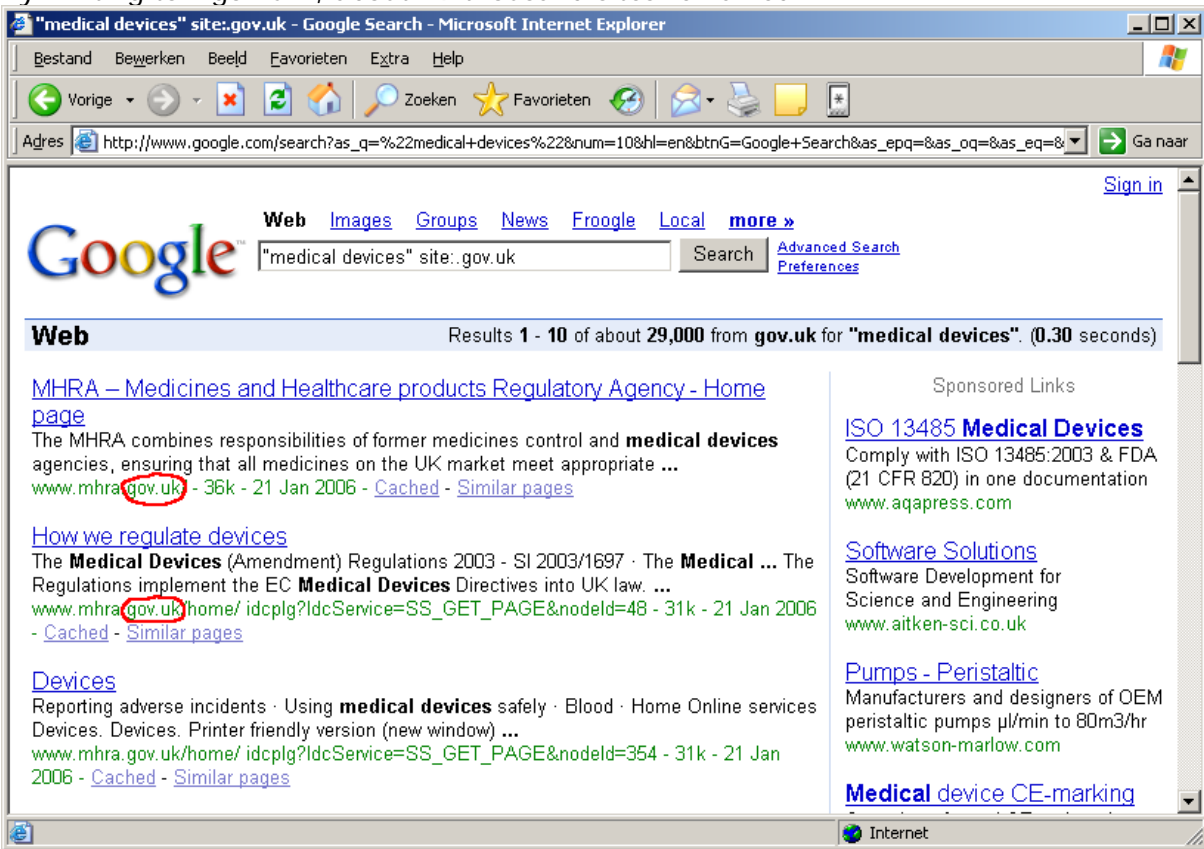 "medical devices" site:.gov.uk - Google Search - Microsoft Internet Explorer
Bestand Bewerken Beeld Favorieten Extra Help
Vorige Zoeken Favorieten
Adres http://www.google.com/search?as_q=%22medical+devices%22&num=10&hl=en&btnG=Google+Search&as_epq=&as_oq=&as_eq=& Ga naar
Sign in
Web Images Groups News Froogle Local more »
Google™ "medical devices" site:.gov.uk Search Advanced Search
Preferences
Web Results 1 - 10 of about 29,000 from gov.uk for "medical devices". (0.30 seconds)
MHRA – Medicines and Healthcare products Regulatory Agency - Home
page
The MHRA combines responsibilities of former medicines control and medical devices
agencies, ensuring that all medicines on the UK market meet appropriate ...
www.mhra.gov.uk/ - 36k - 21 Jan 2006 - Cached - Similar pages
How we regulate devices
The Medical Devices (Amendment) Regulations 2003 - SI 2003/1697 · The Medical ... The
Regulations implement the EC Medical Devices Directives into UK law. ...
www.mhra.gov.uk/home/ idcplg?IdcService=SS_GET_PAGE&nodeId=48 - 31k - 21 Jan 2006
- Cached - Similar pages
Devices
Reporting adverse incidents · Using medical devices safely · Blood · Home Online services
Devices. Devices. Printer friendly version (new window) ...
www.mhra.gov.uk/home/ idcplg?IdcService=SS_GET_PAGE&nodeId=354 - 31k - 21 Jan
2006 - Cached - Similar pages
Sponsored Links
ISO 13485 Medical Devices
Comply with ISO 13485:2003 & FDA
(21 CFR 820) in one documentation
www.aqapress.com
Software Solutions
Software Development for
Science and Engineering
www.aitken-sci.co.uk
Pumps - Peristaltic
Manufacturers and designers of OEM
peristaltic pumps µl/min to 80m3/hr
www.watson-marlow.com
Medical device CE-marking
Internet